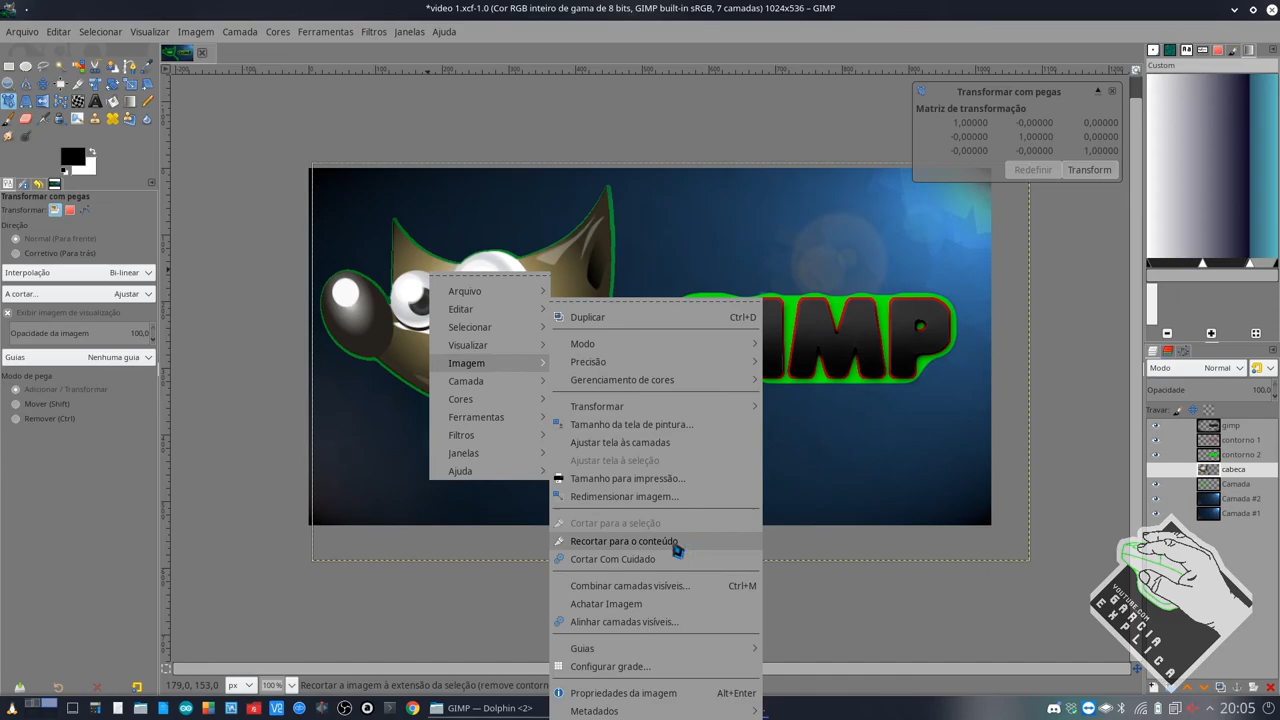 *video 1.xcf-1.0 (Cor RGB inteiro de gama de 8 bits, GIMP built-in sRGB, 7 camadas) 1024x536 – GIMP
Arquivo Editar Selecionar Visualizar Imagem Camada Cores Ferramentas Filtros Janelas Ajuda
Transformar com pegas
Transformar:
Direção
Normal (Para frente)
Corretivo (Para trás)
Interpolação Bi-linear
A cortar... Ajustar
Exibir imagem de visualização
Opacidade da imagem 100,0
Guias Nenhuma guia
Modo de pega
Adicionar / Transformar
Mover (Shift)
Remover (Ctrl)
Arquivo
Editar
Selecionar
Visualizar
Imagem
Camada
Cores
Ferramentas
Filtros
Janelas
Ajuda
Duplicar Ctrl+D
Modo
Precisão
Gerenciamento de cores
Transformar
Tamanho da tela de pintura...
Ajustar tela às camadas
Ajustar tela à seleção
Tamanho para impressão...
Redimensionar imagem...
Cortar para a seleção
Recortar para o conteúdo
Cortar Com Cuidado
Combinar camadas visíveis... Ctrl+M
Achatar Imagem
Alinhar camadas visíveis...
Guias
Configurar grade...
Propriedades da imagem Alt+Enter
Metadados
IMP
Transformar com pegas
Matriz de transformação
1,00000 -0,00000 0,00000
-0,00000 1,00000 0,00000
-0,00000 -0,00000 1,00000
Redefinir Transform
Custom
Modo Normal
Opacidade 100,0
Travar:
gimp
contorno 1
contorno 2
cabeca
Camada
Camada #2
Camada #1
YOUTUBE.COM
GARCIA
EXPLICA
179,0, 153,0 px 100% Recortar a imagem à extensão da seleção (remove contorn
GIMP — Dolphin <2>
20:05